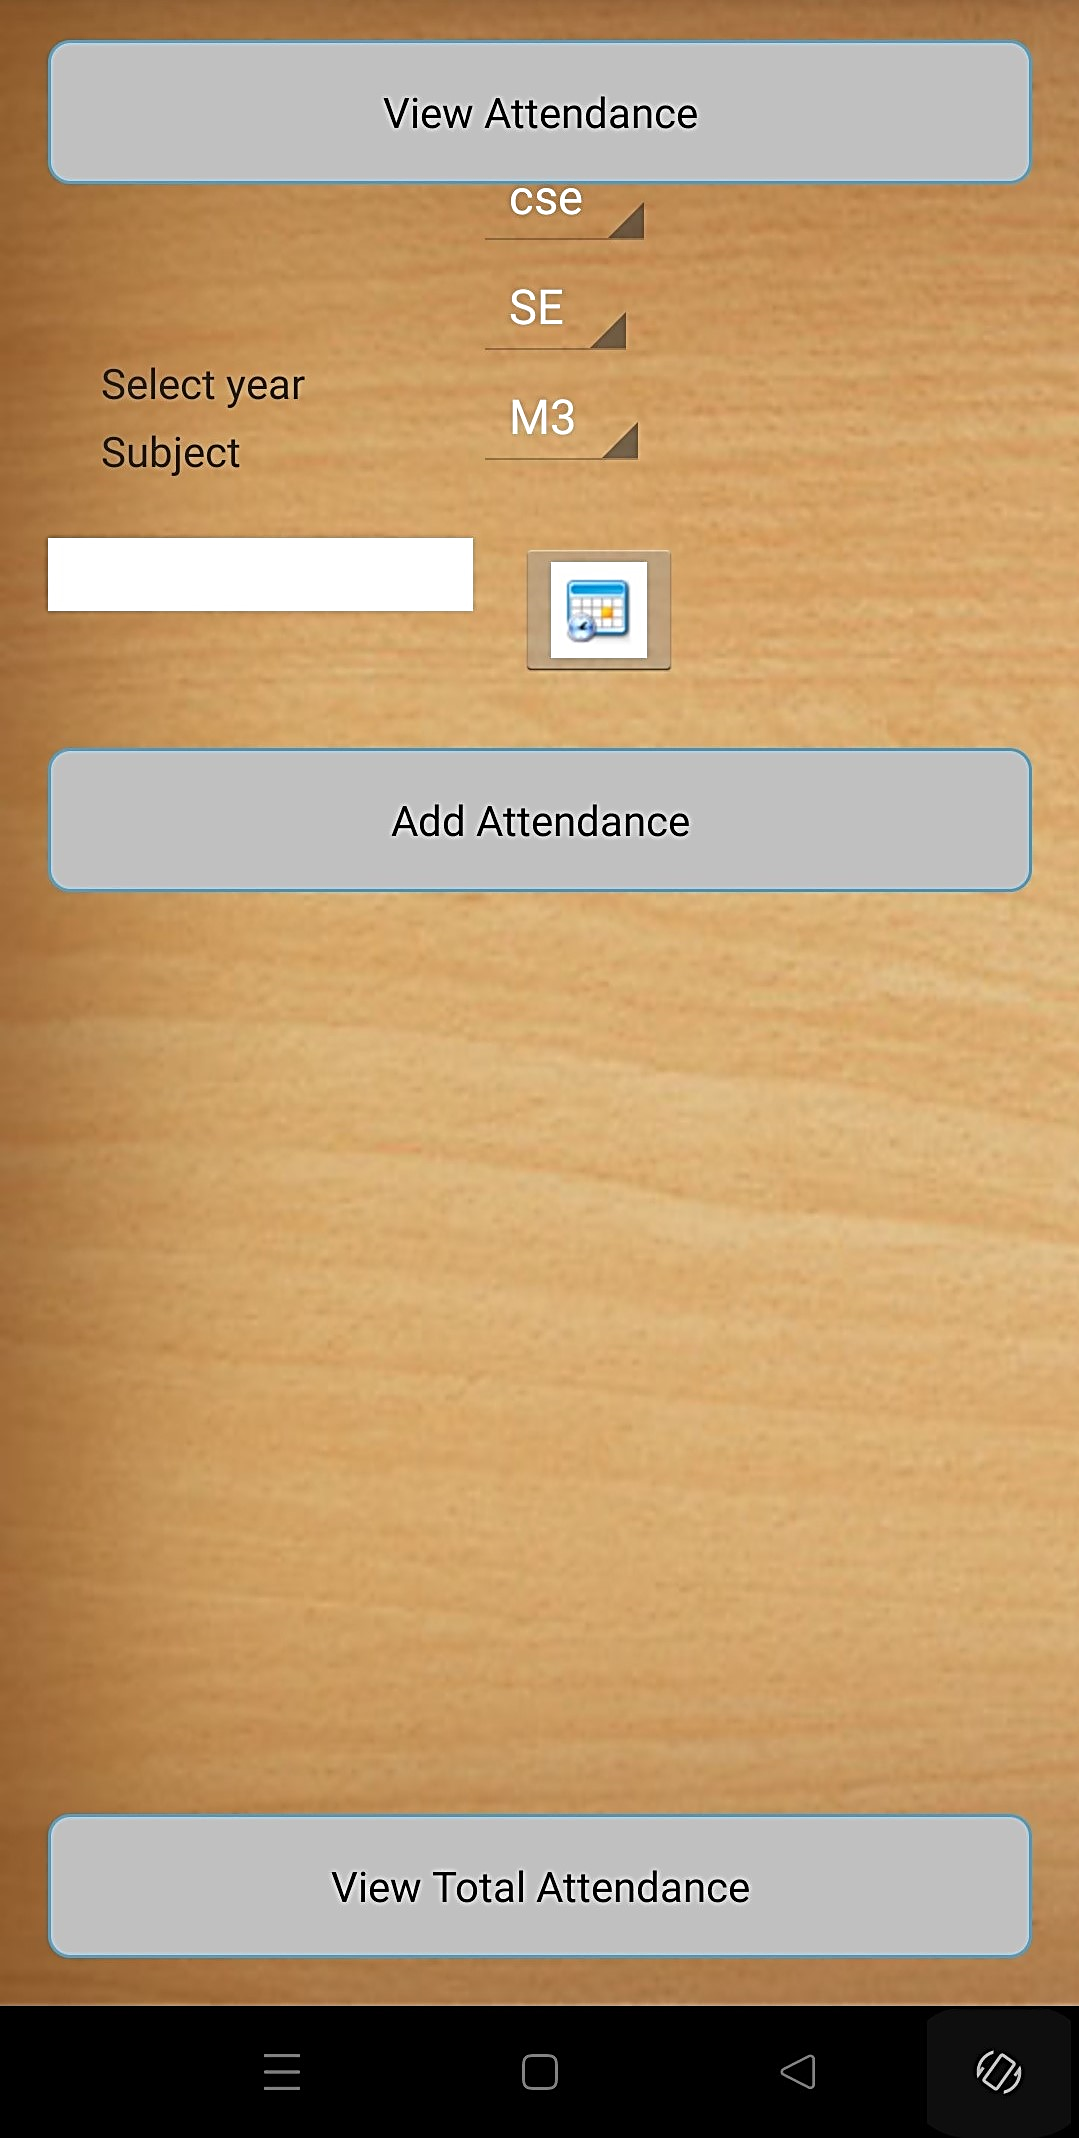 View Attendance
cse
SE
Select year
M3
Subject
Add Attendance
View Total Attendance